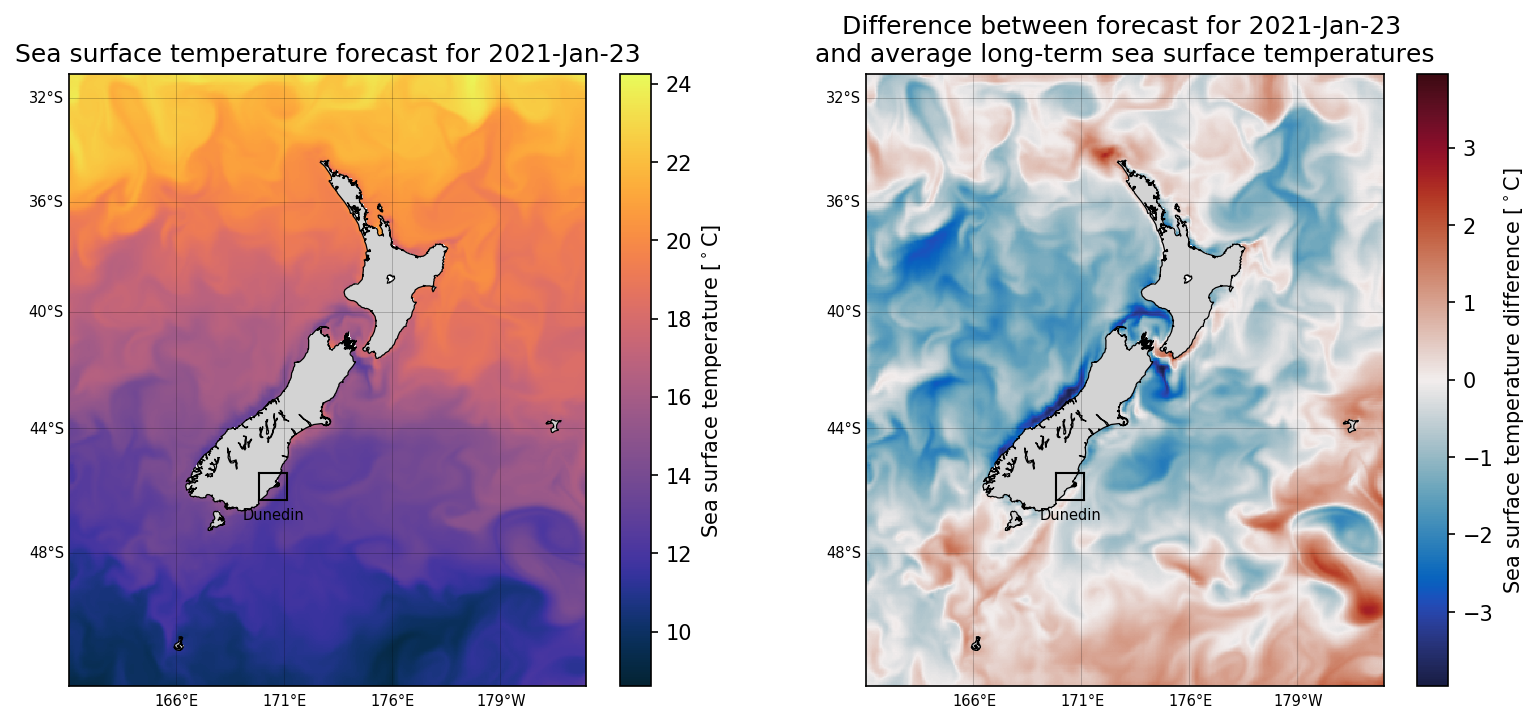 Sea surface temperature forecast for 2021-Jan-23
32°S
36°S
40°S
44°S
48°S
166°E
171°E
176°E
179°W
Dunedin
24
22
20
18
16
14
12
10
Sea surface temperature [°C]
Difference between forecast for 2021-Jan-23
and average long-term sea surface temperatures
32°S
36°S
40°S
44°S
48°S
166°E
171°E
176°E
179°W
Dunedin
3
2
1
0
−1
−2
−3
Sea surface temperature difference [°C]